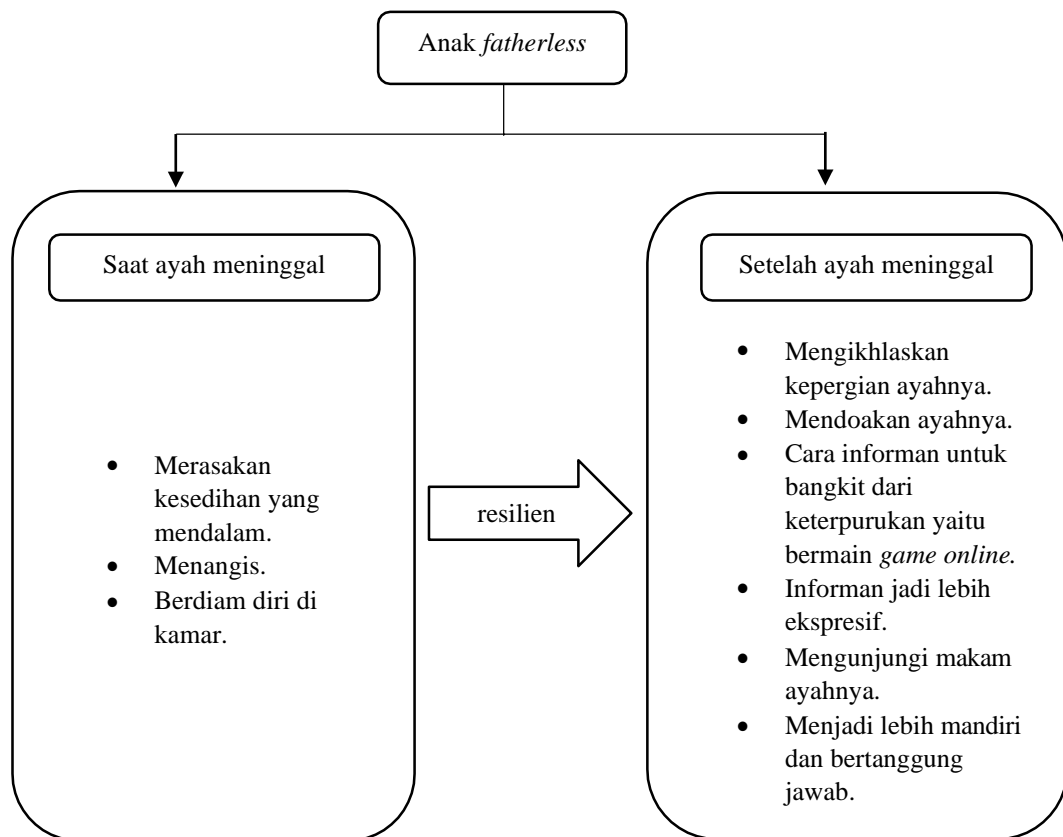 Anak fatherless
Saat ayah meninggal
• Merasakan
kesedihan yang
mendalam.
• Menangis.
• Berdiam diri di
kamar.
resilien
Setelah ayah meninggal
• Mengikhlaskan
kepergian ayahnya.
• Mendoakan ayahnya.
• Cara informan untuk
bangkit dari
keterpurukan yaitu
bermain game online.
• Informan jadi lebih
ekspresif.
• Mengunjungi makam
ayahnya.
• Menjadi lebih mandiri
dan bertanggung
jawab.